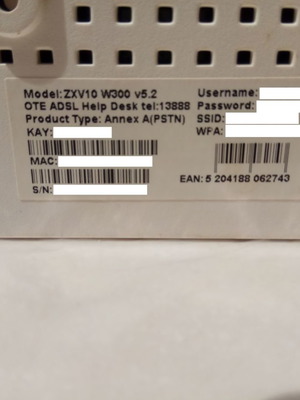 Model:ZXV10 W300 v5.2
OTE ADSL Help Desk tel:13888
Product Type: Annex A(PSTN)
KAY:
MAC:
S/N:
Username:
Password:
SSID:
WFA:
EAN: 5 204188 062743